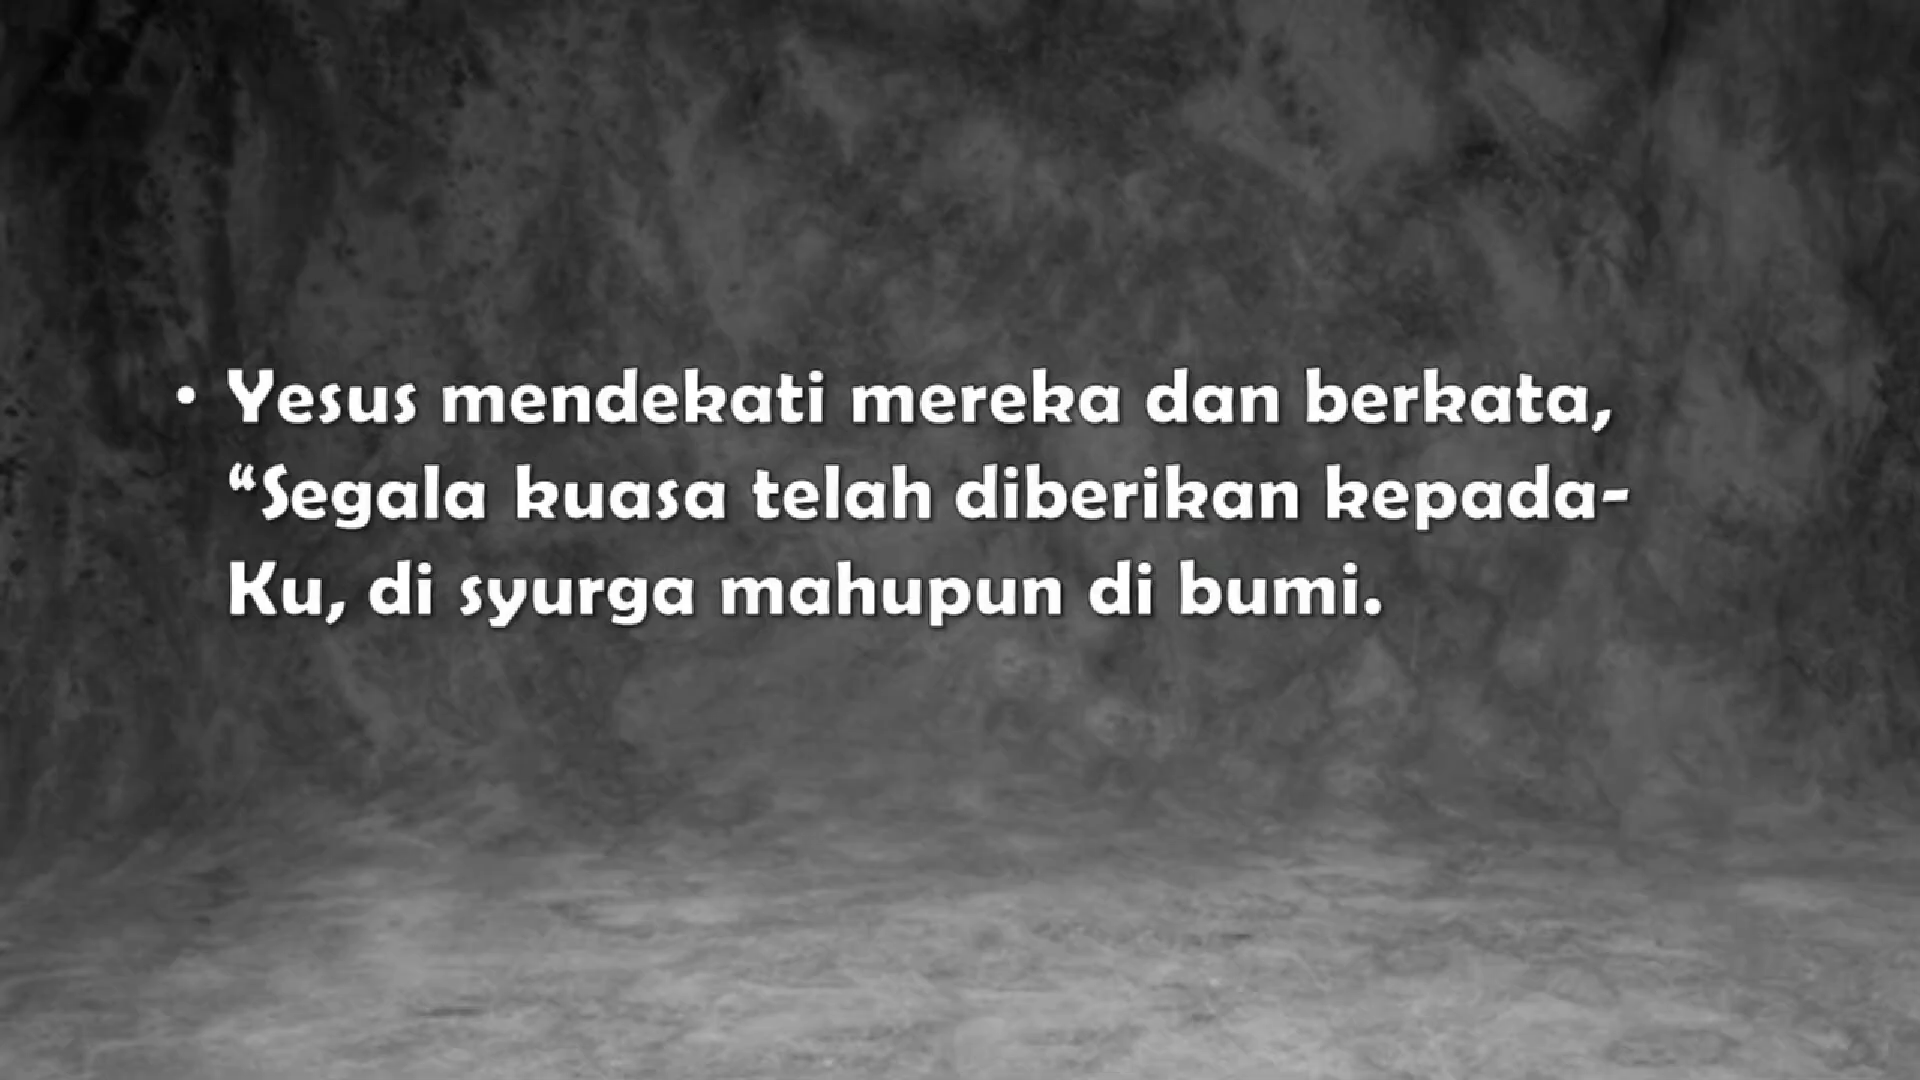 • Yesus mendekati mereka dan berkata,
“Segala kuasa telah diberikan kepada-
Ku, di syurga mahupun di bumi.